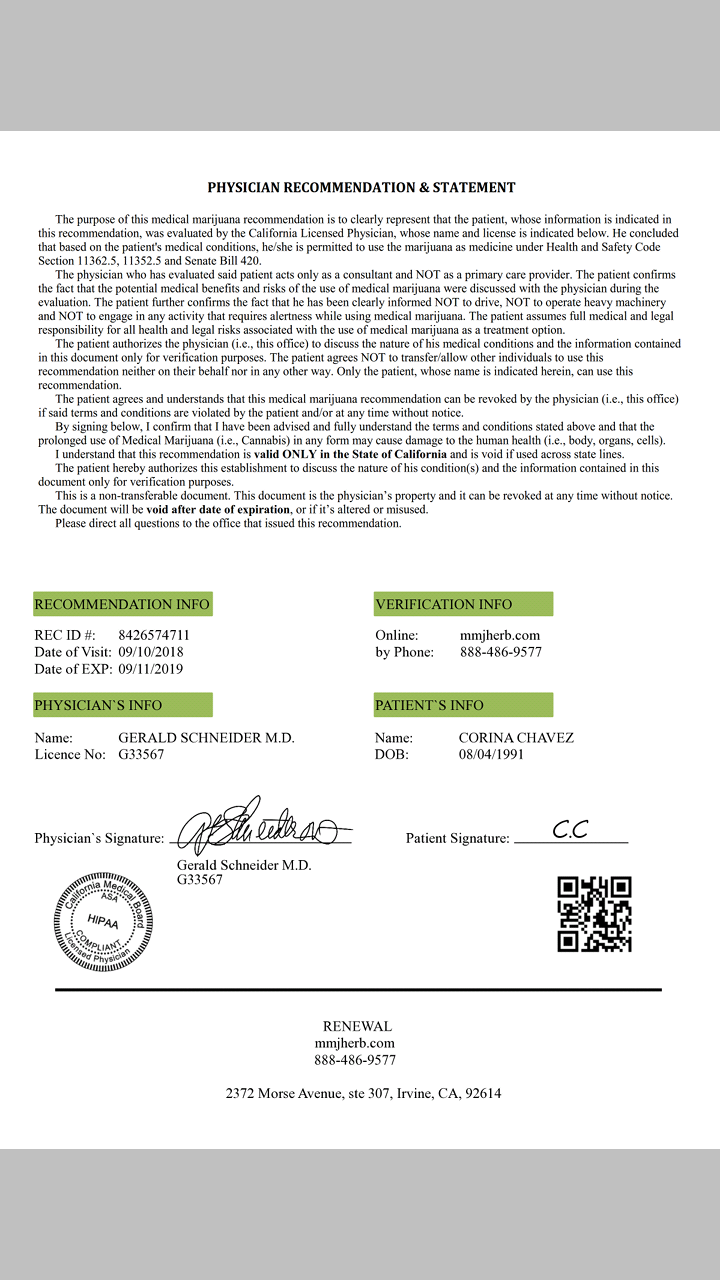 PHYSICIAN RECOMMENDATION & STATEMENT
The purpose of this medical marijuana recommendation is to clearly represent that the patient, whose information is indicated in
this recommendation, was evaluated by the California Licensed Physician, whose name and license is indicated below. He concluded
that based on the patient's medical conditions, he/she is permitted to use the marijuana as medicine under Health and Safety Code
Section 11362.5, 11352.5 and Senate Bill 420.
The physician who has evaluated said patient acts only as a consultant and NOT as a primary care provider. The patient confirms
the fact that the potential medical benefits and risks of the use of medical marijuana were discussed with the physician during the
evaluation. The patient further confirms the fact that he has been clearly informed NOT to drive, NOT to operate heavy machinery
and NOT to engage in any activity that requires alertness while using medical marijuana. The patient assumes full medical and legal
responsibility for all health and legal risks associated with the use of medical marijuana as a treatment option.
The patient authorizes the physician (i.e., this office) to discuss the nature of his medical conditions and the information contained
in this document only for verification purposes. The patient agrees NOT to transfer/allow other individuals to use this
recommendation neither on their behalf nor in any other way. Only the patient, whose name is indicated herein, can use this
recommendation.
The patient agrees and understands that this medical marijuana recommendation can be revoked by the physician (i.e., this office)
if said terms and conditions are violated by the patient and/or at any time without notice.
By signing below, I confirm that I have been advised and fully understand the terms and conditions stated above and that the
prolonged use of Medical Marijuana (i.e., Cannabis) in any form may cause damage to the human health (i.e., body, organs, cells).
I understand that this recommendation is valid ONLY in the State of California and is void if used across state lines.
The patient hereby authorizes this establishment to discuss the nature of his condition(s) and the information contained in this
document only for verification purposes.
This is a non-transferable document. This document is the physician’s property and it can be revoked at any time without notice.
The document will be void after date of expiration, or if it’s altered or misused.
Please direct all questions to the office that issued this recommendation.
RECOMMENDATION INFO
REC ID #: 8426574711
Date of Visit: 09/10/2018
Date of EXP: 09/11/2019
VERIFICATION INFO
Online: mmjherb.com
by Phone: 888-486-9577
PHYSICIAN`S INFO
Name: GERALD SCHNEIDER M.D.
Licence No: G33567
PATIENT`S INFO
Name: CORINA CHAVEZ
DOB: 08/04/1991
Physician`s Signature:
Gerald Schneider M.D.
G33567
Patient Signature: C.C
California Medical Board
ASA
HIPAA
COMPLIANT
Licensed Physician
RENEWAL
mmjherb.com
888-486-9577
2372 Morse Avenue, ste 307, Irvine, CA, 92614